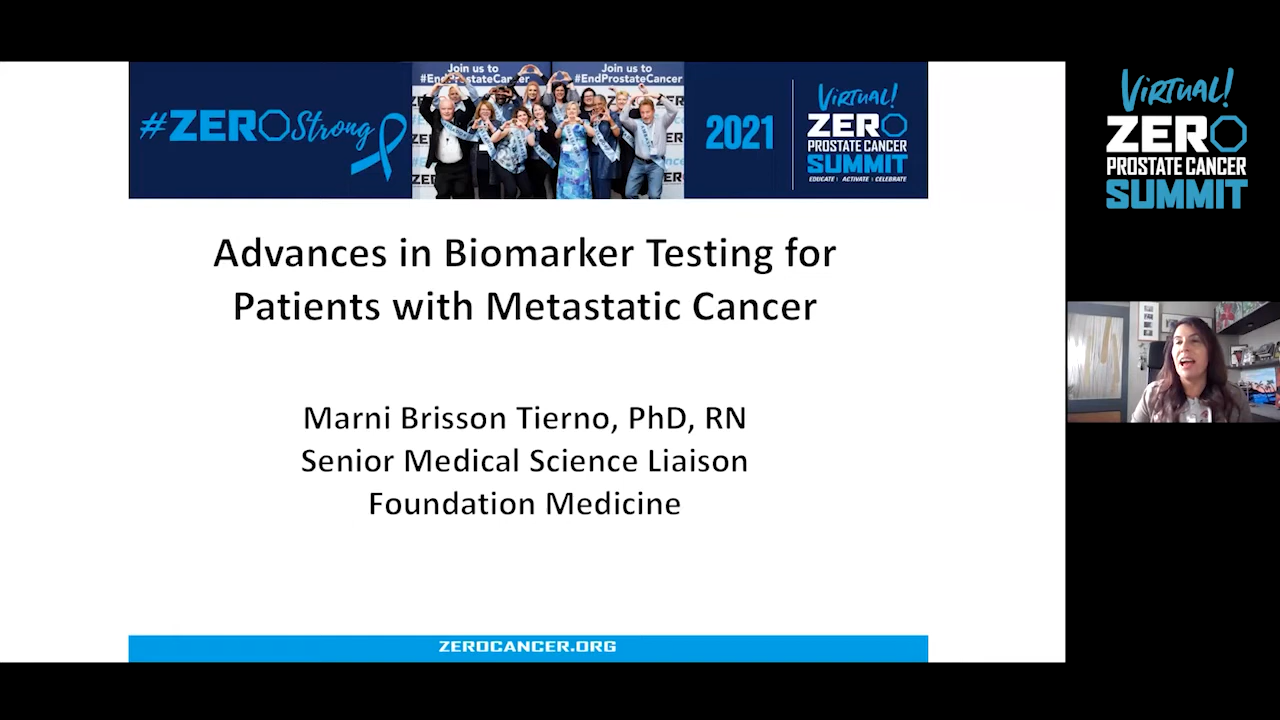 #ZERO Strong
Join us to
#EndProstateCancer
Join us to
#EndProstateCancer
2021
VIRTUAL!
ZERO
PROSTATE CANCER
SUMMIT
EDUCATE | ACTIVATE | CELEBRATE
VIRTUAL!
ZERO
PROSTATE CANCER
SUMMIT
Advances in Biomarker Testing for
Patients with Metastatic Cancer
Marni Brisson Tierno, PhD, RN
Senior Medical Science Liaison
Foundation Medicine
ZEROCANCER.ORG